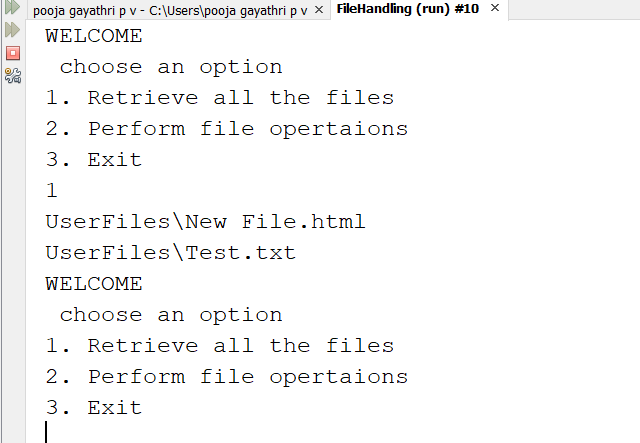 pooja gayathri p v - C:\Users\pooja gayathri p v × FileHandling (run) #10 ×
WELCOME
 choose an option
1. Retrieve all the files
2. Perform file opertaions
3. Exit
1
UserFiles\New File.html
UserFiles\Test.txt
WELCOME
 choose an option
1. Retrieve all the files
2. Perform file opertaions
3. Exit